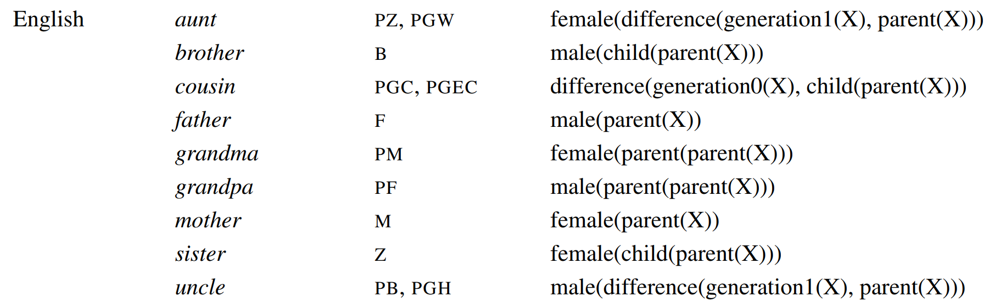 English aunt PZ, PGW female(difference(generation1(X), parent(X)))
brother B male(child(parent(X)))
cousin PGC, PGEC difference(generation0(X), child(parent(X)))
father F male(parent(X))
grandma PM female(parent(parent(X)))
grandpa PF male(parent(parent(X)))
mother M female(parent(X))
sister Z female(child(parent(X)))
uncle PB, PGH male(difference(generation1(X), parent(X)))